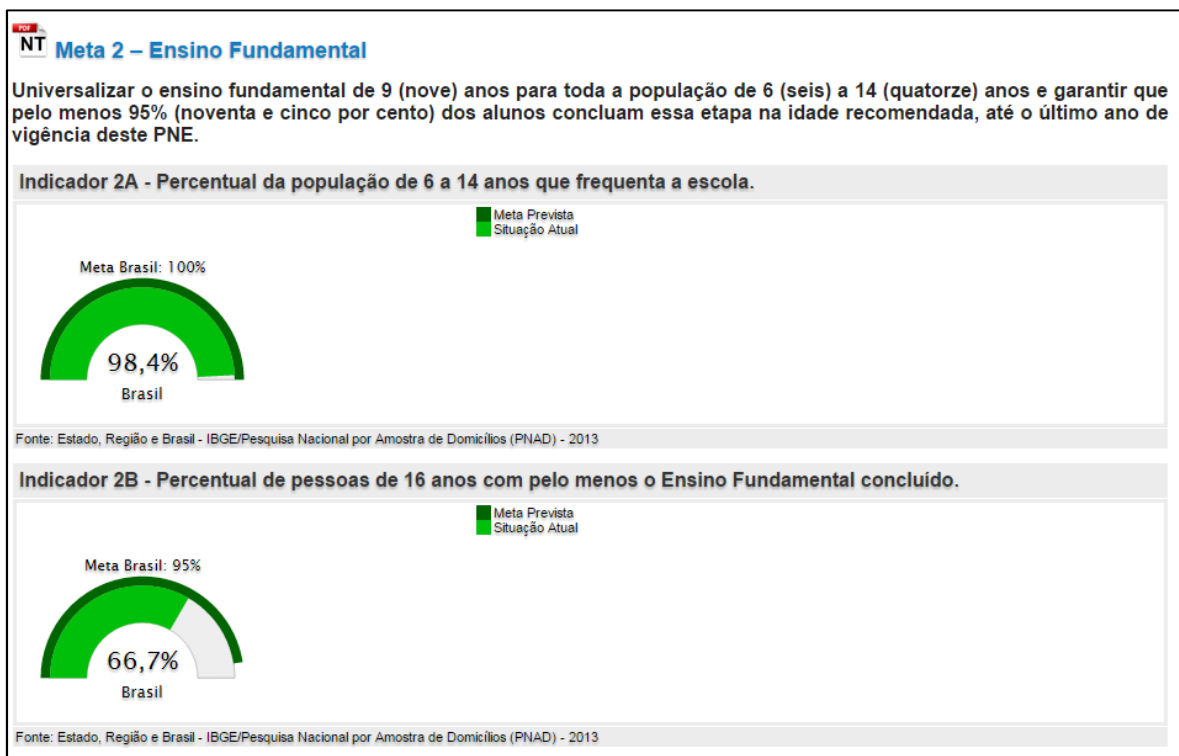 PDF
NT Meta 2 – Ensino Fundamental
Universalizar o ensino fundamental de 9 (nove) anos para toda a população de 6 (seis) a 14 (quatorze) anos e garantir que
pelo menos 95% (noventa e cinco por cento) dos alunos concluam essa etapa na idade recomendada, até o último ano de
vigência deste PNE.
Indicador 2A - Percentual da população de 6 a 14 anos que frequenta a escola.
Meta Prevista
Situação Atual
Meta Brasil: 100%
98,4%
Brasil
Fonte: Estado, Região e Brasil - IBGE/Pesquisa Nacional por Amostra de Domicílios (PNAD) - 2013
Indicador 2B - Percentual de pessoas de 16 anos com pelo menos o Ensino Fundamental concluído.
Meta Prevista
Situação Atual
Meta Brasil: 95%
66,7%
Brasil
Fonte: Estado, Região e Brasil - IBGE/Pesquisa Nacional por Amostra de Domicílios (PNAD) - 2013